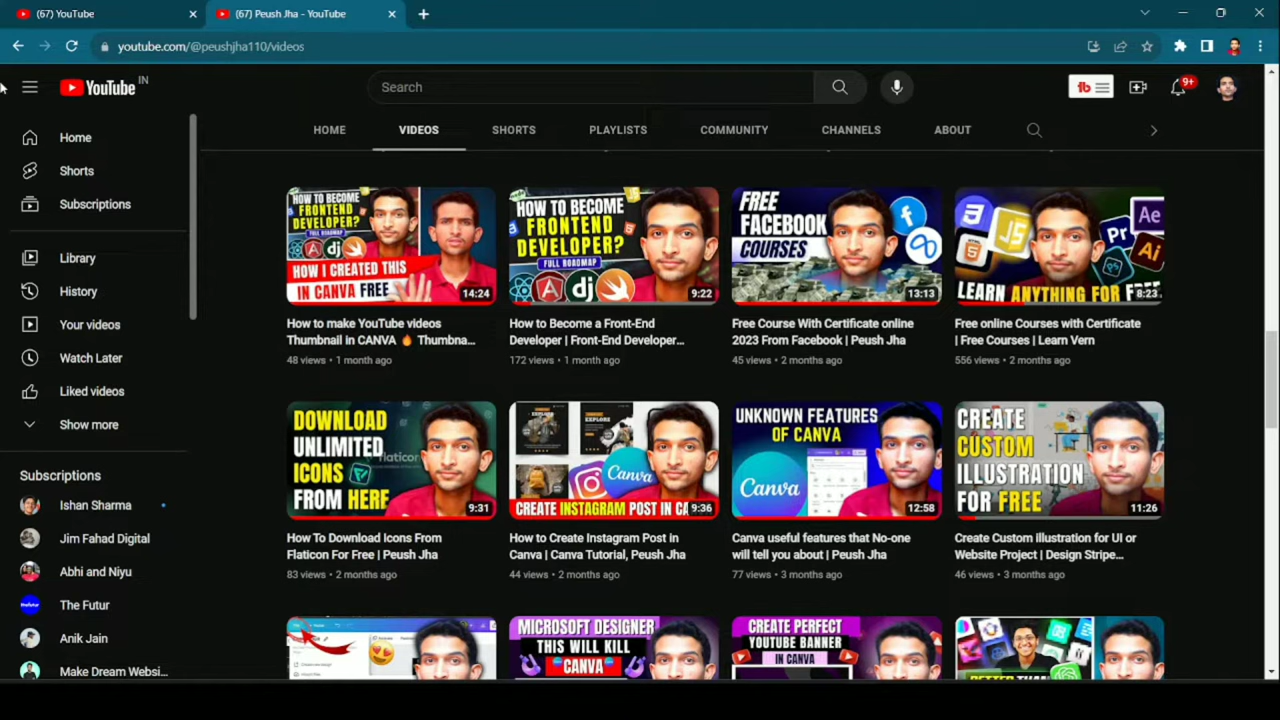 (67) YouTube
(67) Peush Jha - YouTube
youtube.com/@peushjha110/videos
YouTube IN
Search
9+
HOME VIDEOS SHORTS PLAYLISTS COMMUNITY CHANNELS ABOUT
Home
Shorts
Subscriptions
Library
History
Your videos
Watch Later
Liked videos
Show more
Subscriptions
Ishan Sharma
Jim Fahad Digital
Abhi and Niyu
The Futur
Anik Jain
Make Dream Websi...
HOW TO BECOME
FRONTEND
DEVELOPER?
FULL ROADMAP
HOW I CREATED THIS
IN CANVA FREE
14:24
How to make YouTube videos
Thumbnail in CANVA 🔥 Thumbna...
48 views • 1 month ago
HOW TO BECOME
FRONTEND
DEVELOPER?
FULL ROADMAP
dj
9:22
How to Become a Front-End
Developer | Front-End Developer...
172 views • 1 month ago
FREE
FACEBOOK
COURSES
13:13
Free Course With Certificate online
2023 From Facebook | Peush Jha
45 views • 2 months ago
JS
Ae
Pr
Ai
LEARN ANYTHING FOR FREE
8:23
Free online Courses with Certificate
| Free Courses | Learn Vern
556 views • 2 months ago
DOWNLOAD
UNLIMITED
ICONS
FROM HERE
9:31
How To Download Icons From
Flaticon For Free | Peush Jha
83 views • 2 months ago
EXPLORE
EXPLORE
Canva
CREATE INSTAGRAM POST IN CA
9:36
How to Create Instagram Post in
Canva | Canva Tutorial, Peush Jha
44 views • 2 months ago
UNKNOWN FEATURES
OF CANVA
Canva
12:58
Canva useful features that No-one
will tell you about | Peush Jha
77 views • 3 months ago
CREATE
CUSTOM
ILLUSTRATION
FOR FREE
11:26
Create Custom illustration for UI or
Website Project | Design Stripe...
46 views • 3 months ago
MICROSOFT DESIGNER
THIS WILL KILL
CANVA
CREATE PERFECT
YOUTUBE BANNER
IN CANVA
BETTER THAN